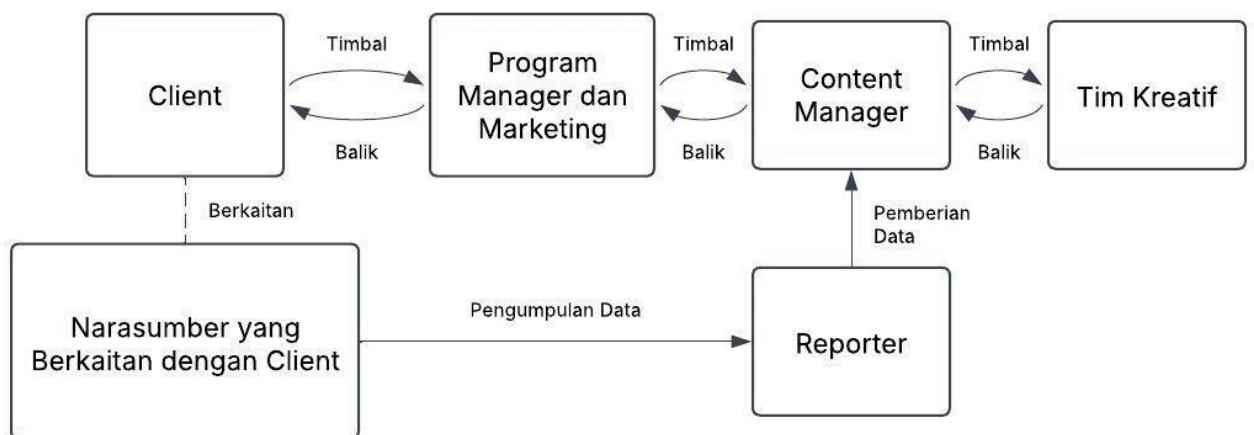 Client
Timbal
Balik
Program
Manager dan
Marketing
Timbal
Balik
Content
Manager
Timbal
Balik
Tim Kreatif
Berkaitan
Pemberian
Data
Narasumber yang
Berkaitan dengan Client
Pengumpulan Data
Reporter